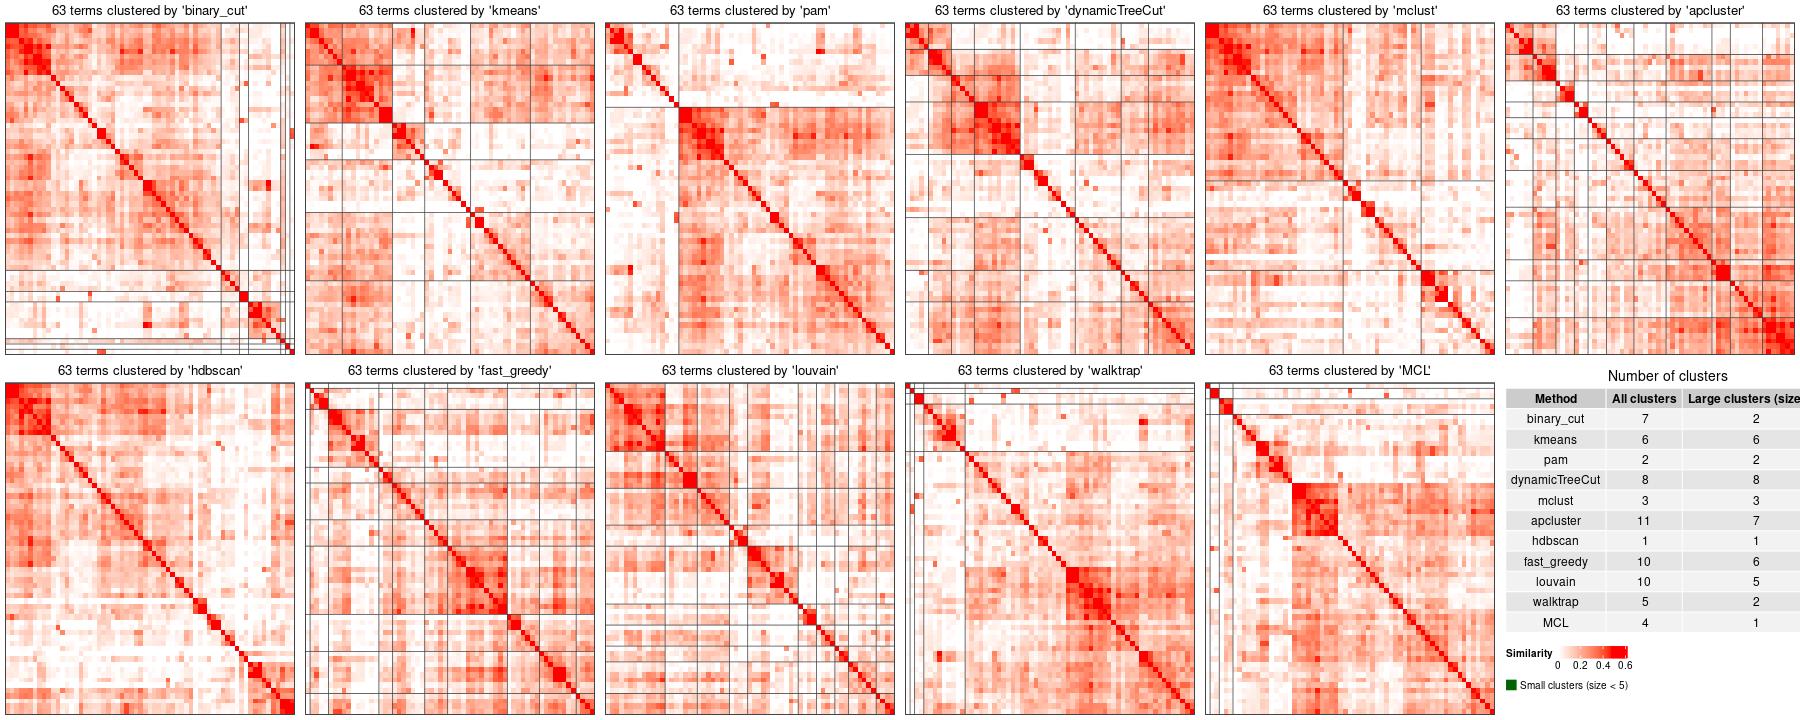 63 terms clustered by 'binary_cut'
63 terms clustered by 'kmeans'
63 terms clustered by 'pam'
63 terms clustered by 'dynamicTreeCut'
63 terms clustered by 'mclust'
63 terms clustered by 'apcluster'
63 terms clustered by 'hdbscan'
63 terms clustered by 'fast_greedy'
63 terms clustered by 'louvain'
63 terms clustered by 'walktrap'
63 terms clustered by 'MCL'
Number of clusters
Method All clusters Large clusters (size
binary_cut 7 2
kmeans 6 6
pam 2 2
dynamicTreeCut 8 8
mclust 3 3
apcluster 11 7
hdbscan 1 1
fast_greedy 10 6
louvain 10 5
walktrap 5 2
MCL 4 1
Similarity
0 0.2 0.4 0.6
Small clusters (size < 5)